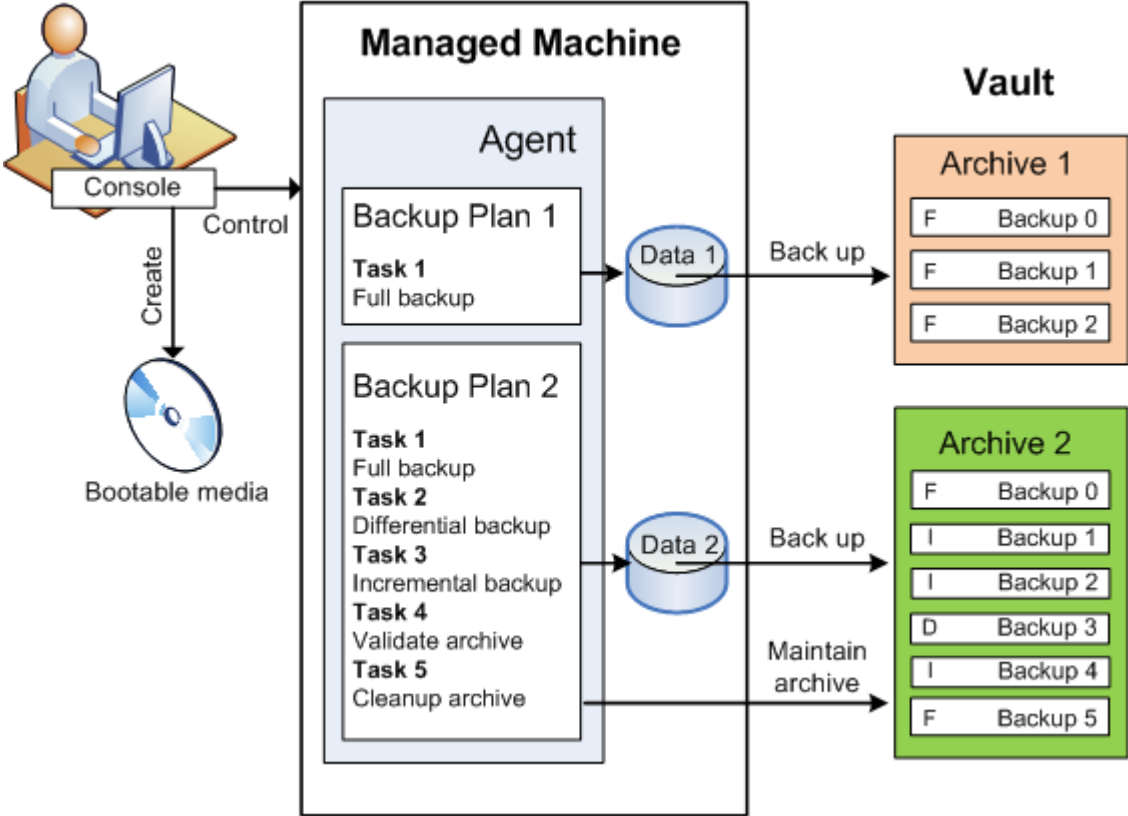 Managed Machine
Vault
Console
Control
Create
Bootable media
Agent
Backup Plan 1
Task 1
Full backup
Backup Plan 2
Task 1
Full backup
Task 2
Differential backup
Task 3
Incremental backup
Task 4
Validate archive
Task 5
Cleanup archive
Data 1
Back up
Data 2
Back up
Maintain
archive
Archive 1
F Backup 0
F Backup 1
F Backup 2
Archive 2
F Backup 0
I Backup 1
I Backup 2
D Backup 3
I Backup 4
F Backup 5